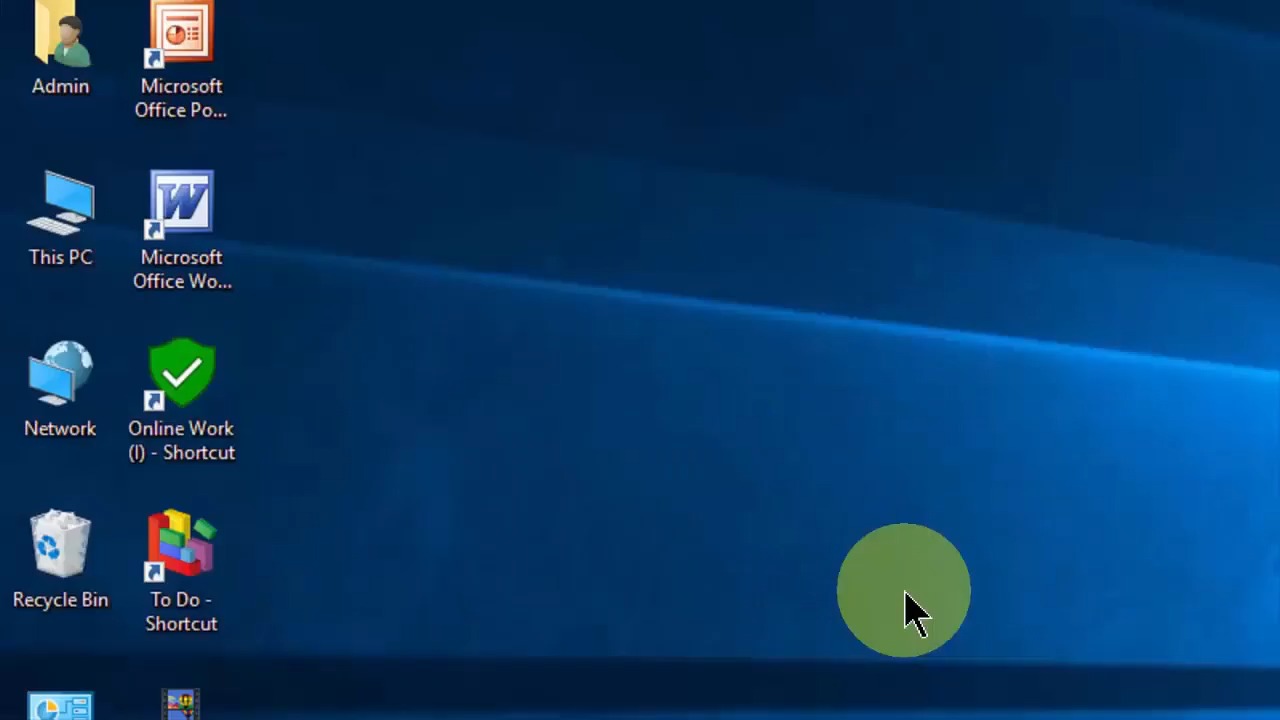 Admin
Microsoft
Office Po...
This PC
Microsoft
Office Wo...
Network
Online Work
(I) - Shortcut
Recycle Bin
To Do -
Shortcut